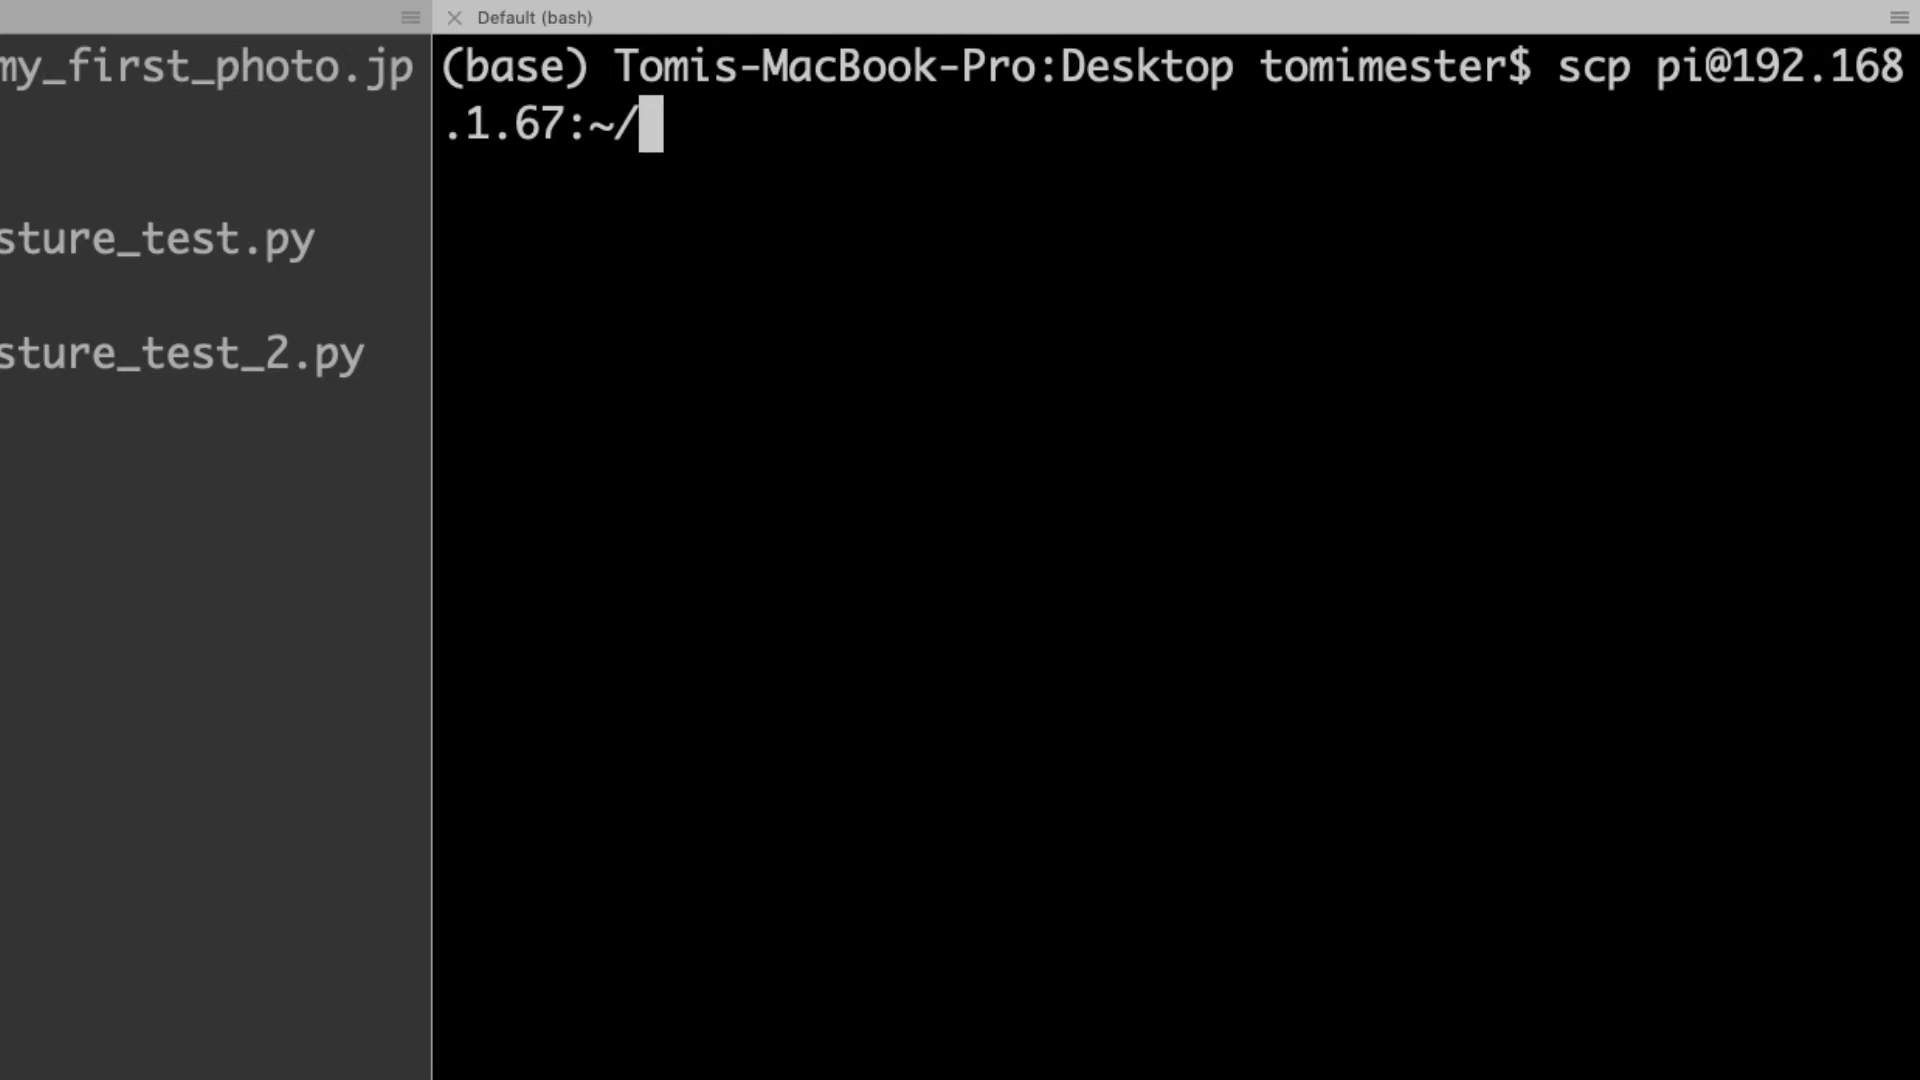 Default (bash)
my_first_photo.jp
sture_test.py
sture_test_2.py
(base) Tomis-MacBook-Pro:Desktop tomimester$ scp pi@192.168
.1.67:~/